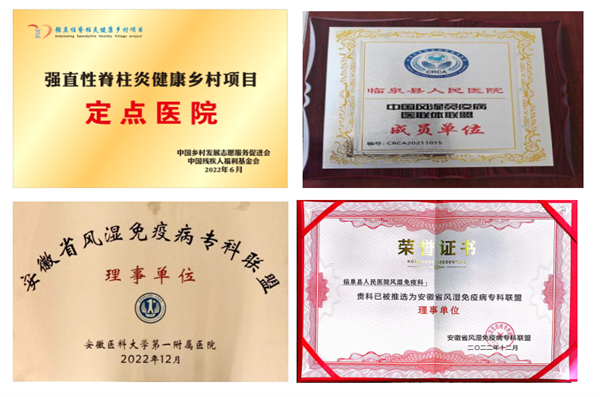 强直性脊柱炎健康乡村项目
Ankylosing Spondylitis Healthy Village project
强直性脊柱炎健康乡村项目
定点医院
中国乡村发展志愿服务促进会
中国残疾人福利基金会
2022年6月
CRCA
临泉县人民医院
中国风湿免疫病
医联体联盟
成员单位
编号：CRCA20211015
安徽省风湿免疫病专科联盟
理事单位
安徽医科大学第一附属医院
2022年12月
荣誉证书
临泉县人民医院风湿免疫科：
贵科已被推选为安徽省风湿免疫病专科联盟
理事单位
安徽省风湿免疫病专科联盟
二〇二二年十二月